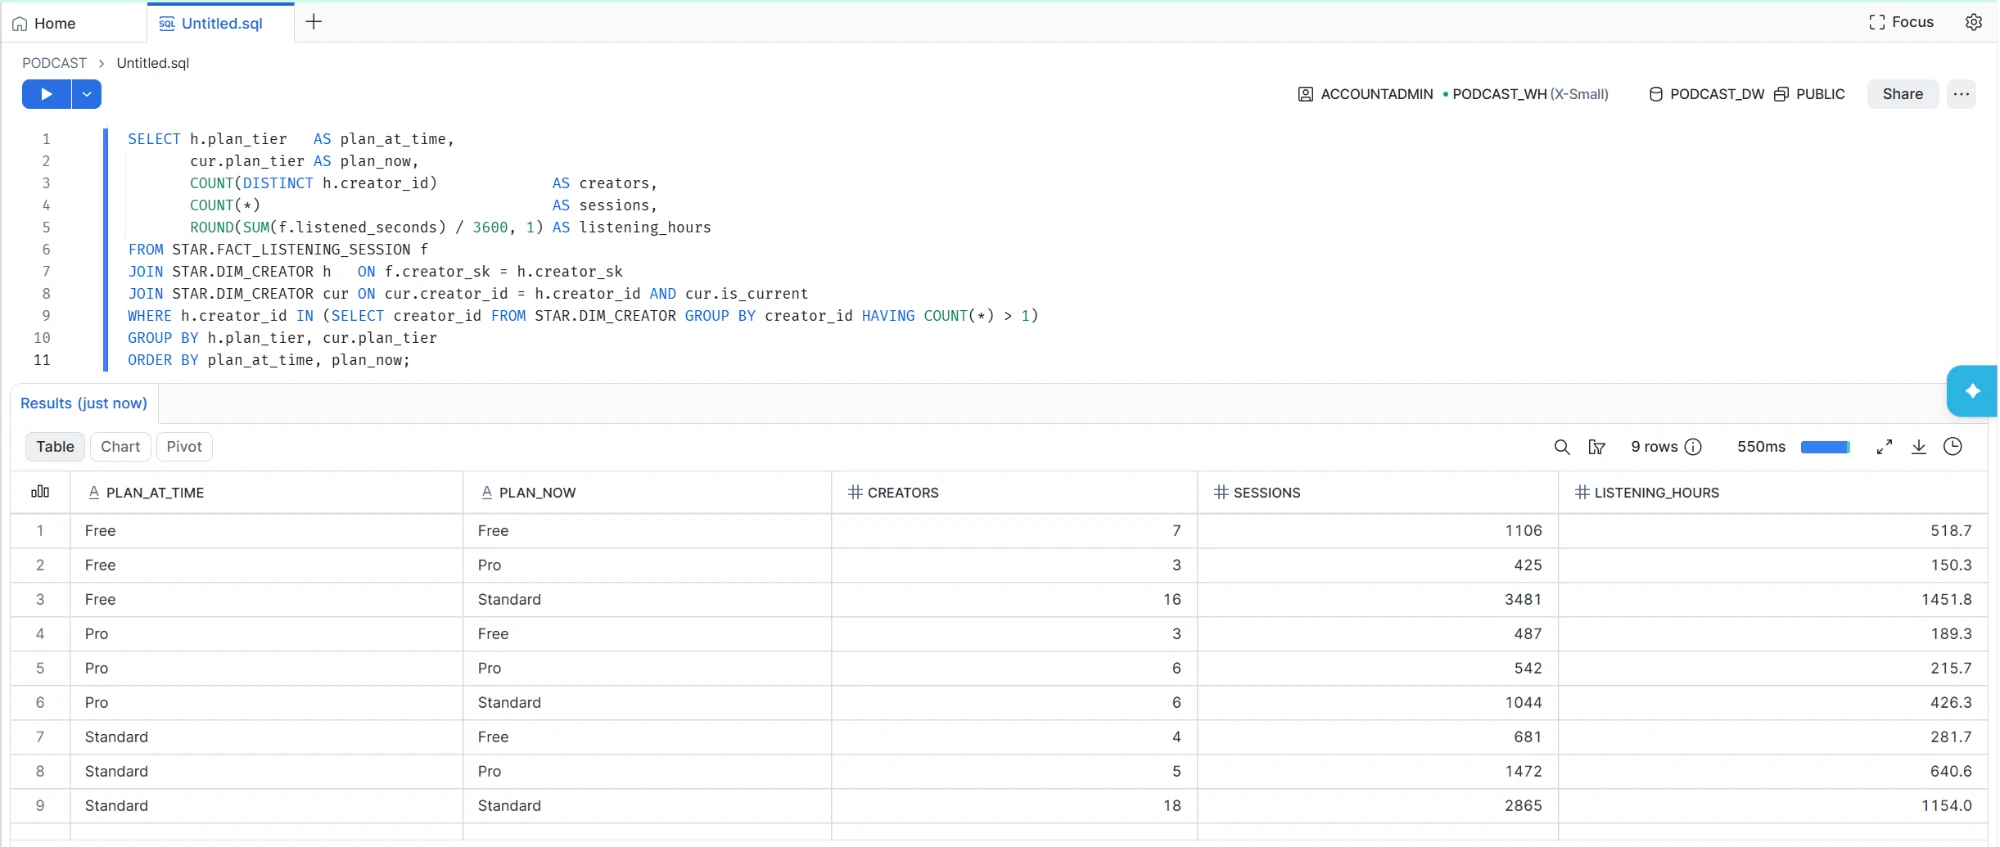 Home
Untitled.sql
Focus
PODCAST > Untitled.sql
ACCOUNTADMIN • PODCAST_WH (X-Small) PODCAST_DW PUBLIC Share ...
1 SELECT h.plan_tier   AS plan_at_time,
2        cur.plan_tier AS plan_now,
3        COUNT(DISTINCT h.creator_id)             AS creators,
4        COUNT(*)                                 AS sessions,
5        ROUND(SUM(f.listened_seconds) / 3600, 1) AS listening_hours
6 FROM STAR.FACT_LISTENING_SESSION f
7 JOIN STAR.DIM_CREATOR h   ON f.creator_sk = h.creator_sk
8 JOIN STAR.DIM_CREATOR cur ON cur.creator_id = h.creator_id AND cur.is_current
9 WHERE h.creator_id IN (SELECT creator_id FROM STAR.DIM_CREATOR GROUP BY creator_id HAVING COUNT(*) > 1)
10 GROUP BY h.plan_tier, cur.plan_tier
11 ORDER BY plan_at_time, plan_now;
Results (just now)
Table Chart Pivot 9 rows 550ms
A PLAN_AT_TIME A PLAN_NOW # CREATORS # SESSIONS # LISTENING_HOURS
1 Free Free 7 1106 518.7
2 Free Pro 3 425 150.3
3 Free Standard 16 3481 1451.8
4 Pro Free 3 487 189.3
5 Pro Pro 6 542 215.7
6 Pro Standard 6 1044 426.3
7 Standard Free 4 681 281.7
8 Standard Pro 5 1472 640.6
9 Standard Standard 18 2865 1154.0